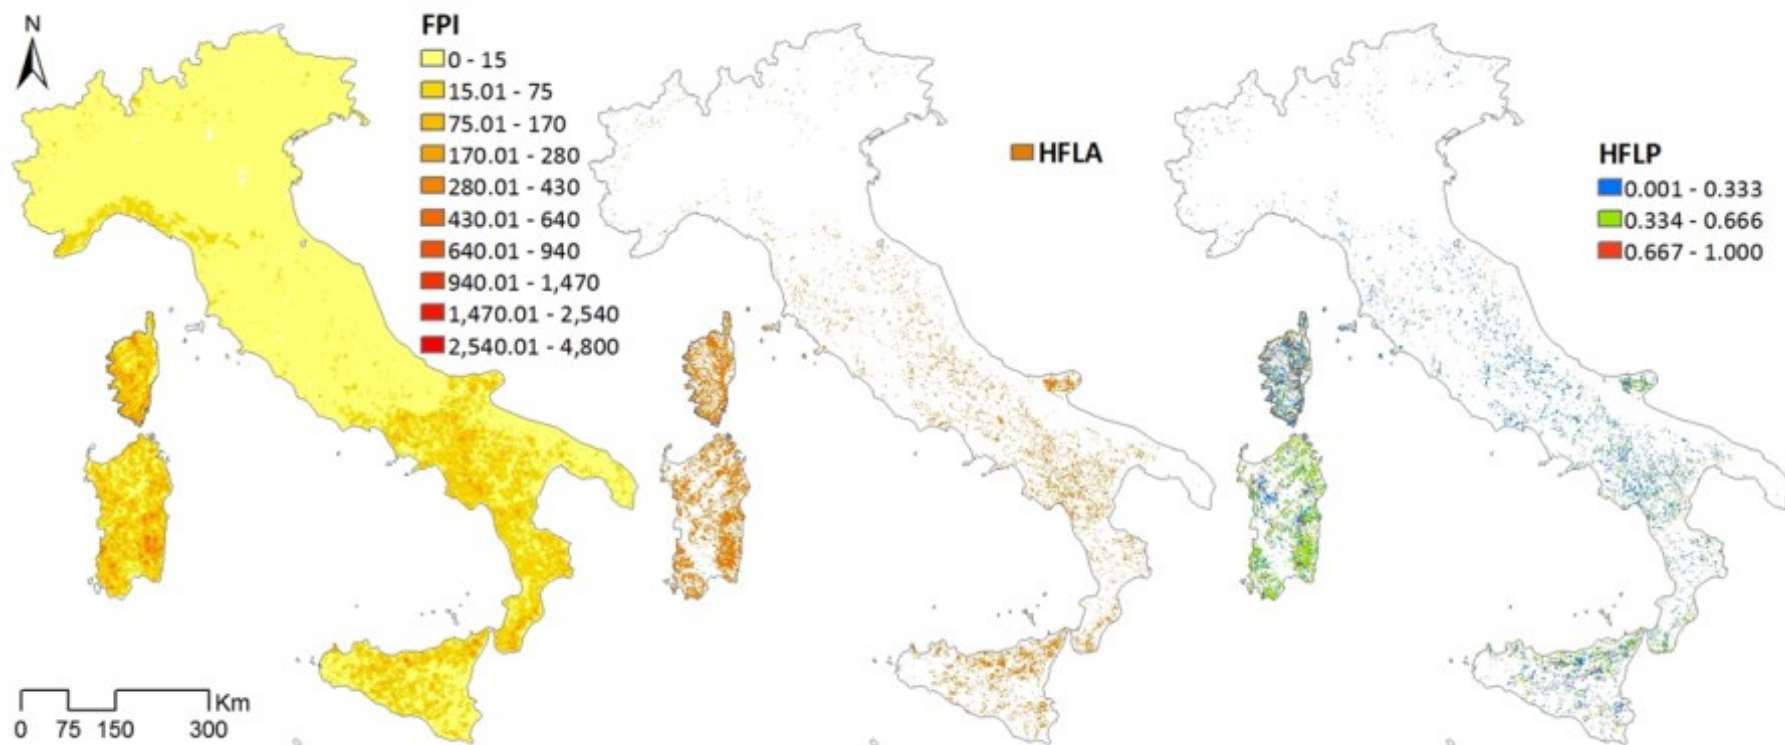 N
FPI
0 - 15
15.01 - 75
75.01 - 170
170.01 - 280
280.01 - 430
430.01 - 640
640.01 - 940
940.01 - 1,470
1,470.01 - 2,540
2,540.01 - 4,800
HFLA
HFLP
0.001 - 0.333
0.334 - 0.666
0.667 - 1.000
Km
0 75 150 300